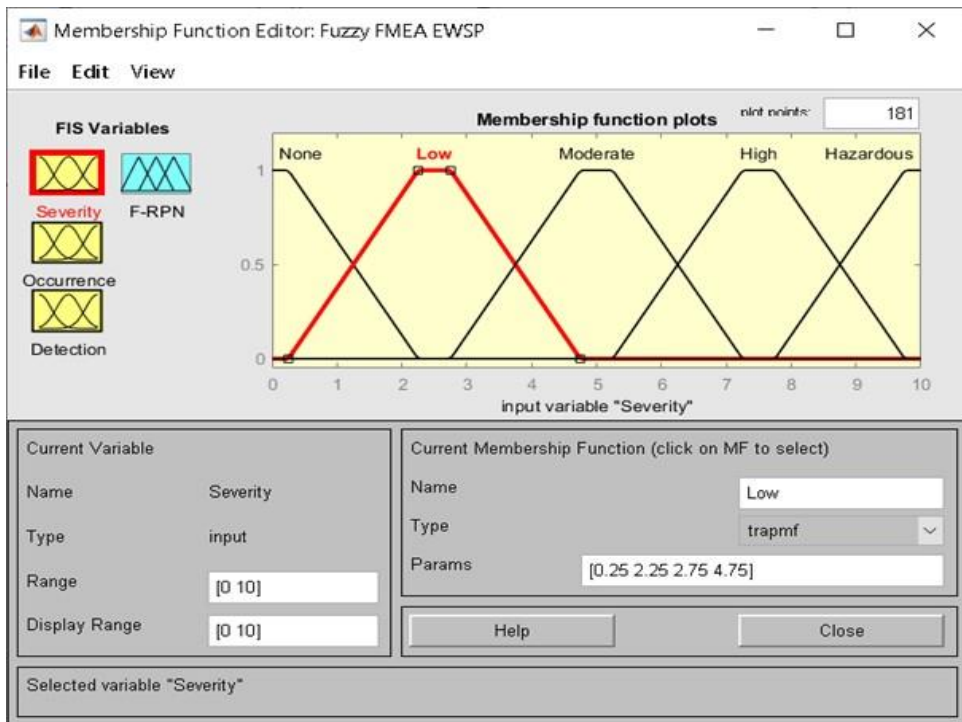 Membership Function Editor: Fuzzy FMEA EWSP
File Edit View
FIS Variables
Severity
F-RPN
Occurrence
Detection
Membership function plots
plot points:
181
None
Low
Moderate
High
Hazardous
1
0.5
0
0 1 2 3 4 5 6 7 8 9 10
input variable "Severity"
Current Variable
Name Severity
Type input
Range [0 10]
Display Range [0 10]
Current Membership Function (click on MF to select)
Name Low
Type trapmf
Params [0.25 2.25 2.75 4.75]
Help
Close
Selected variable "Severity"